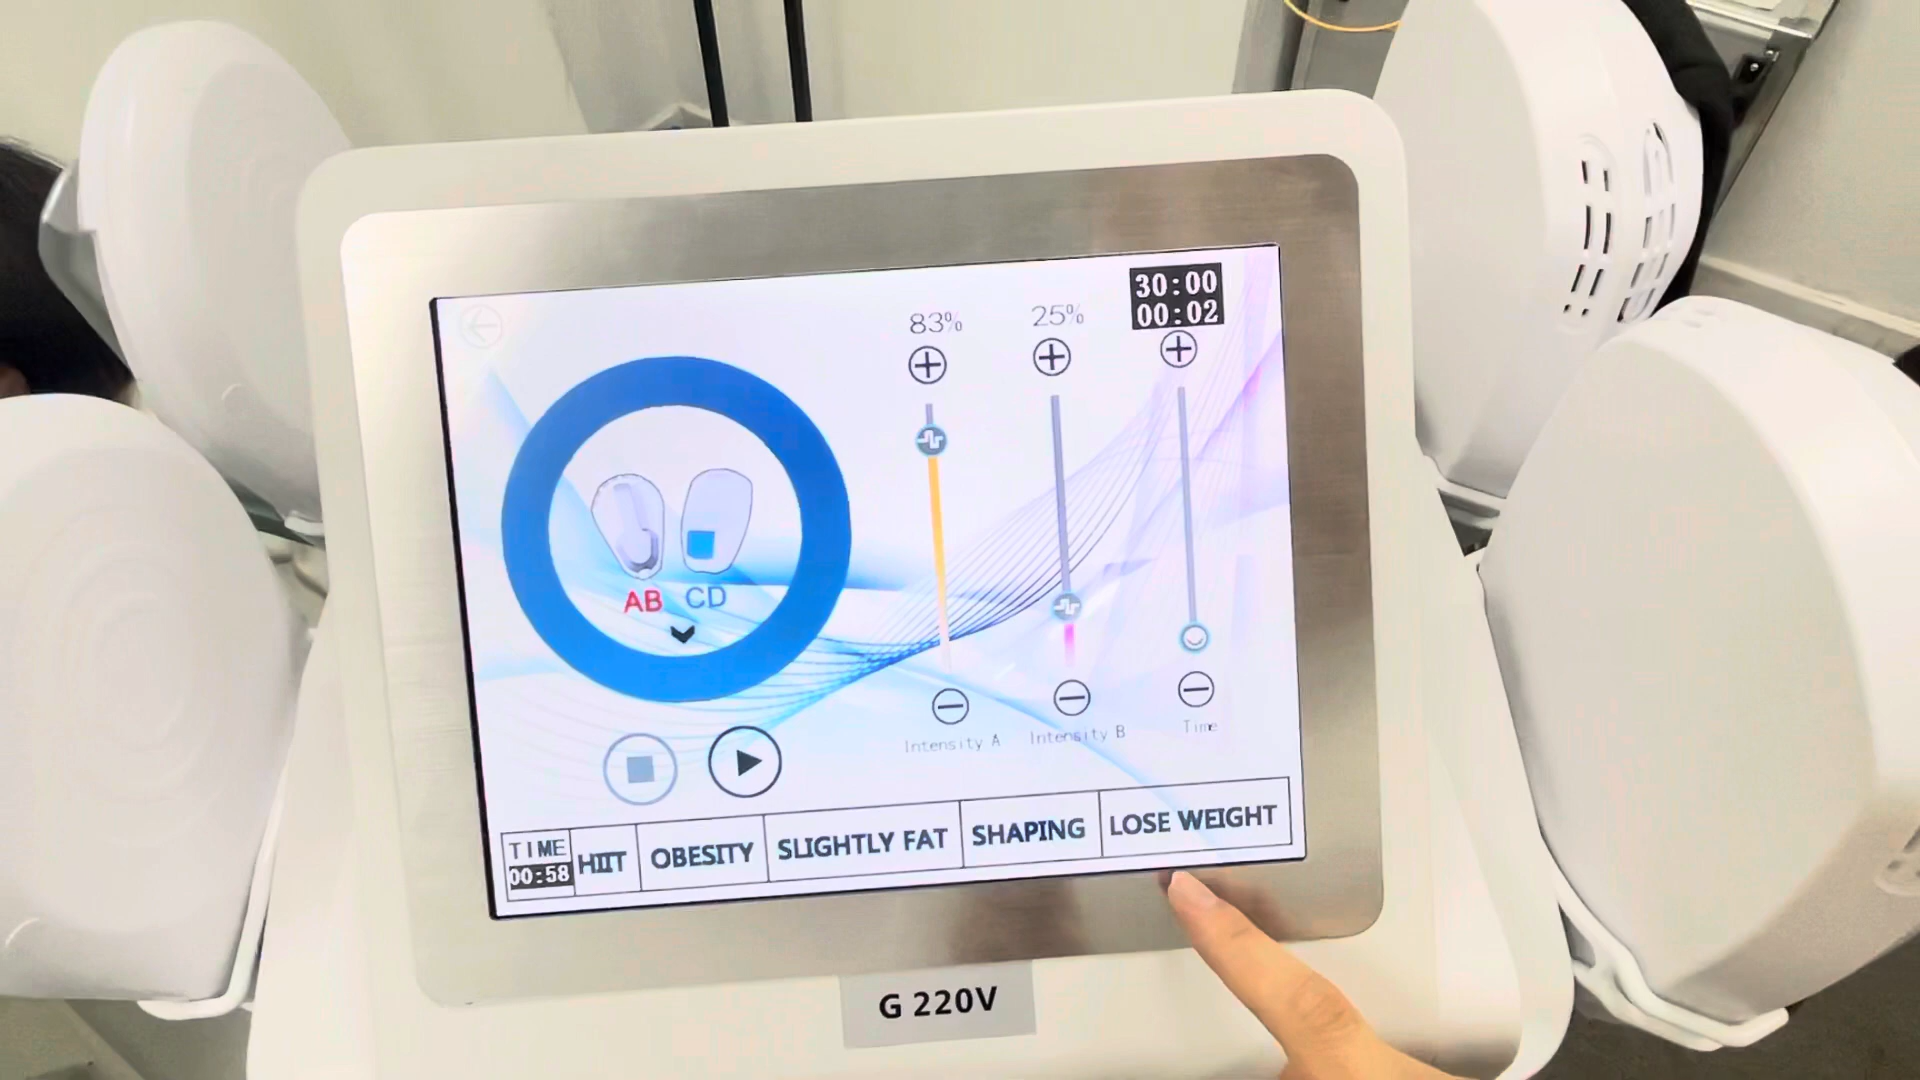 83%
25%
30:00
00:02
AB
CD
Intensity A
Intensity B
Time
TIME
00:58
HIIT
OBESITY
SLIGHTLY FAT
SHAPING
LOSE WEIGHT
G 220V